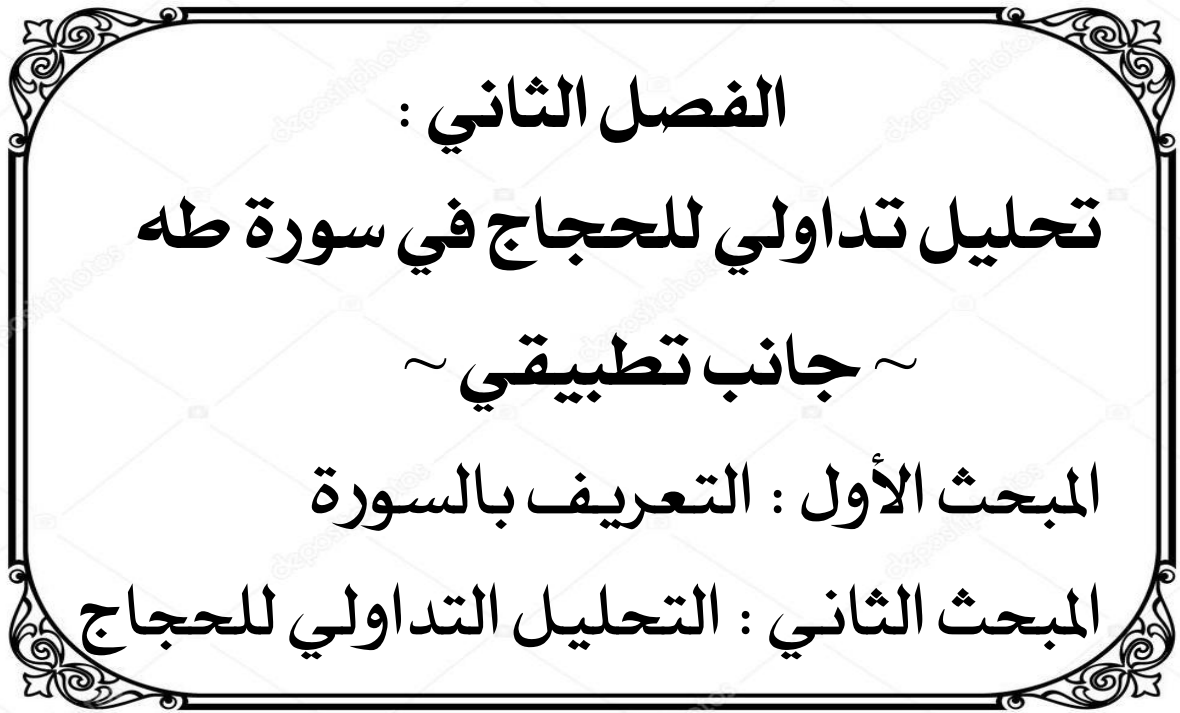 الفصل الثاني :
تحليل تداولي للحجاج في سورة طه
~ جانب تطبيقي ~
المبحث الأول : التعريف بالسورة
المبحث الثاني : التحليل التداولي للحجاج